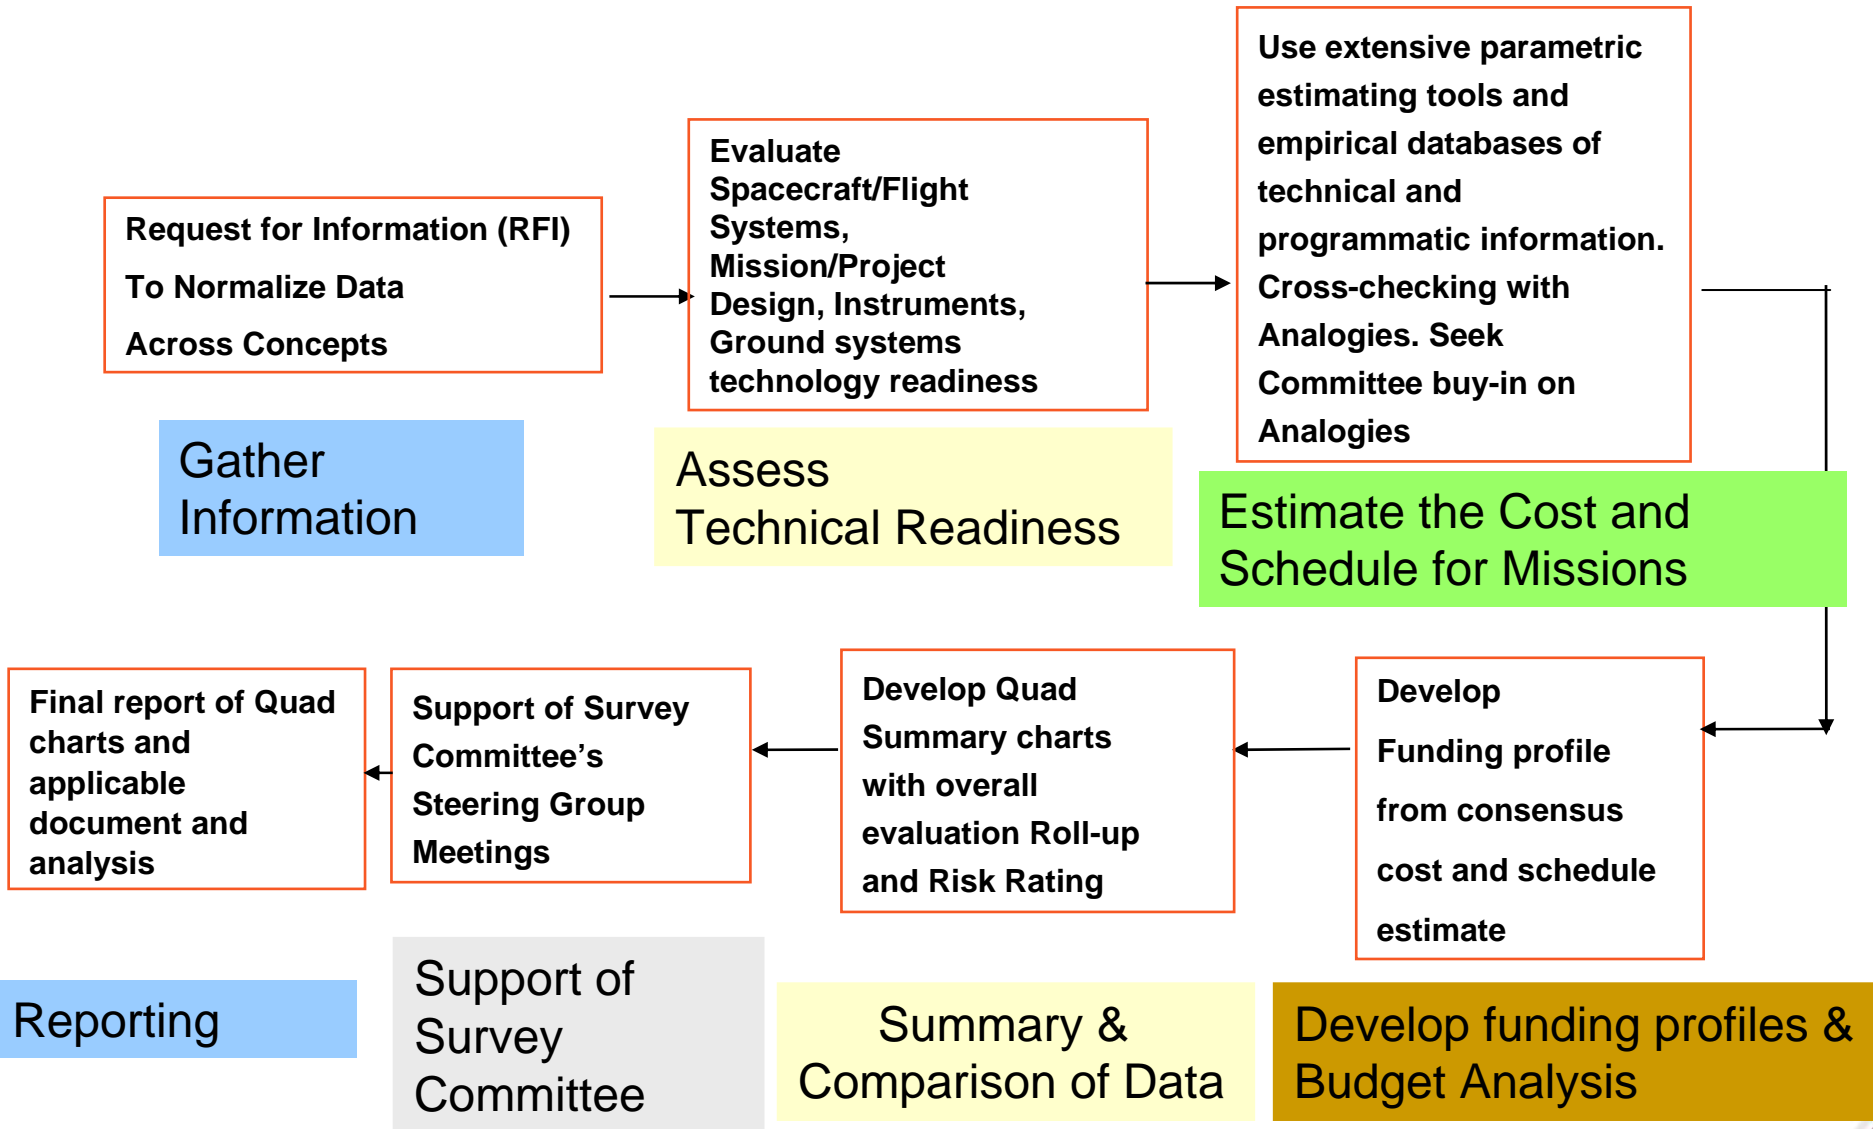 Request for Information (RFI)
To Normalize Data
Across Concepts
Gather
Information
Evaluate
Spacecraft/Flight
Systems,
Mission/Project
Design, Instruments,
Ground systems
technology readiness
Assess
Technical Readiness
Use extensive parametric
estimating tools and
empirical databases of
technical and
programmatic information.
Cross-checking with
Analogies. Seek
Committee buy-in on
Analogies
Estimate the Cost and
Schedule for Missions
Develop
Funding profile
from consensus
cost and schedule
estimate
Develop funding profiles &
Budget Analysis
Develop Quad
Summary charts
with overall
evaluation Roll-up
and Risk Rating
Summary &
Comparison of Data
Support of Survey
Committee’s
Steering Group
Meetings
Support of
Survey
Committee
Final report of Quad
charts and
applicable
document and
analysis
Reporting